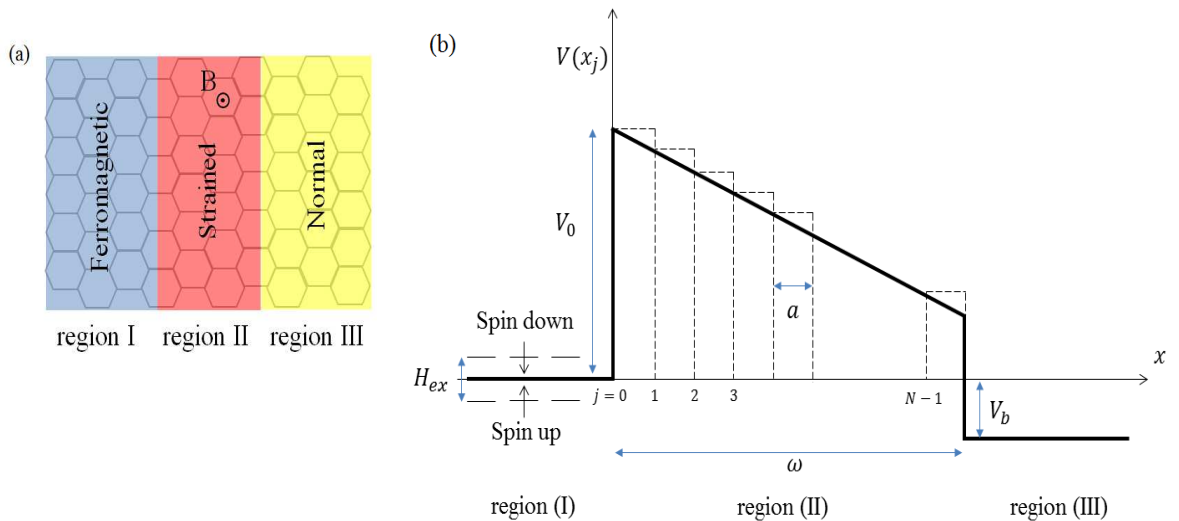 (a)
B
Ferromagnetic
Strained
Normal
region I
region II
region III
(b)
V(x_j)
V_0
a
x
Spin down
H_ex
Spin up
j = 0
1
2
3
N − 1
V_b
ω
region (I)
region (II)
region (III)